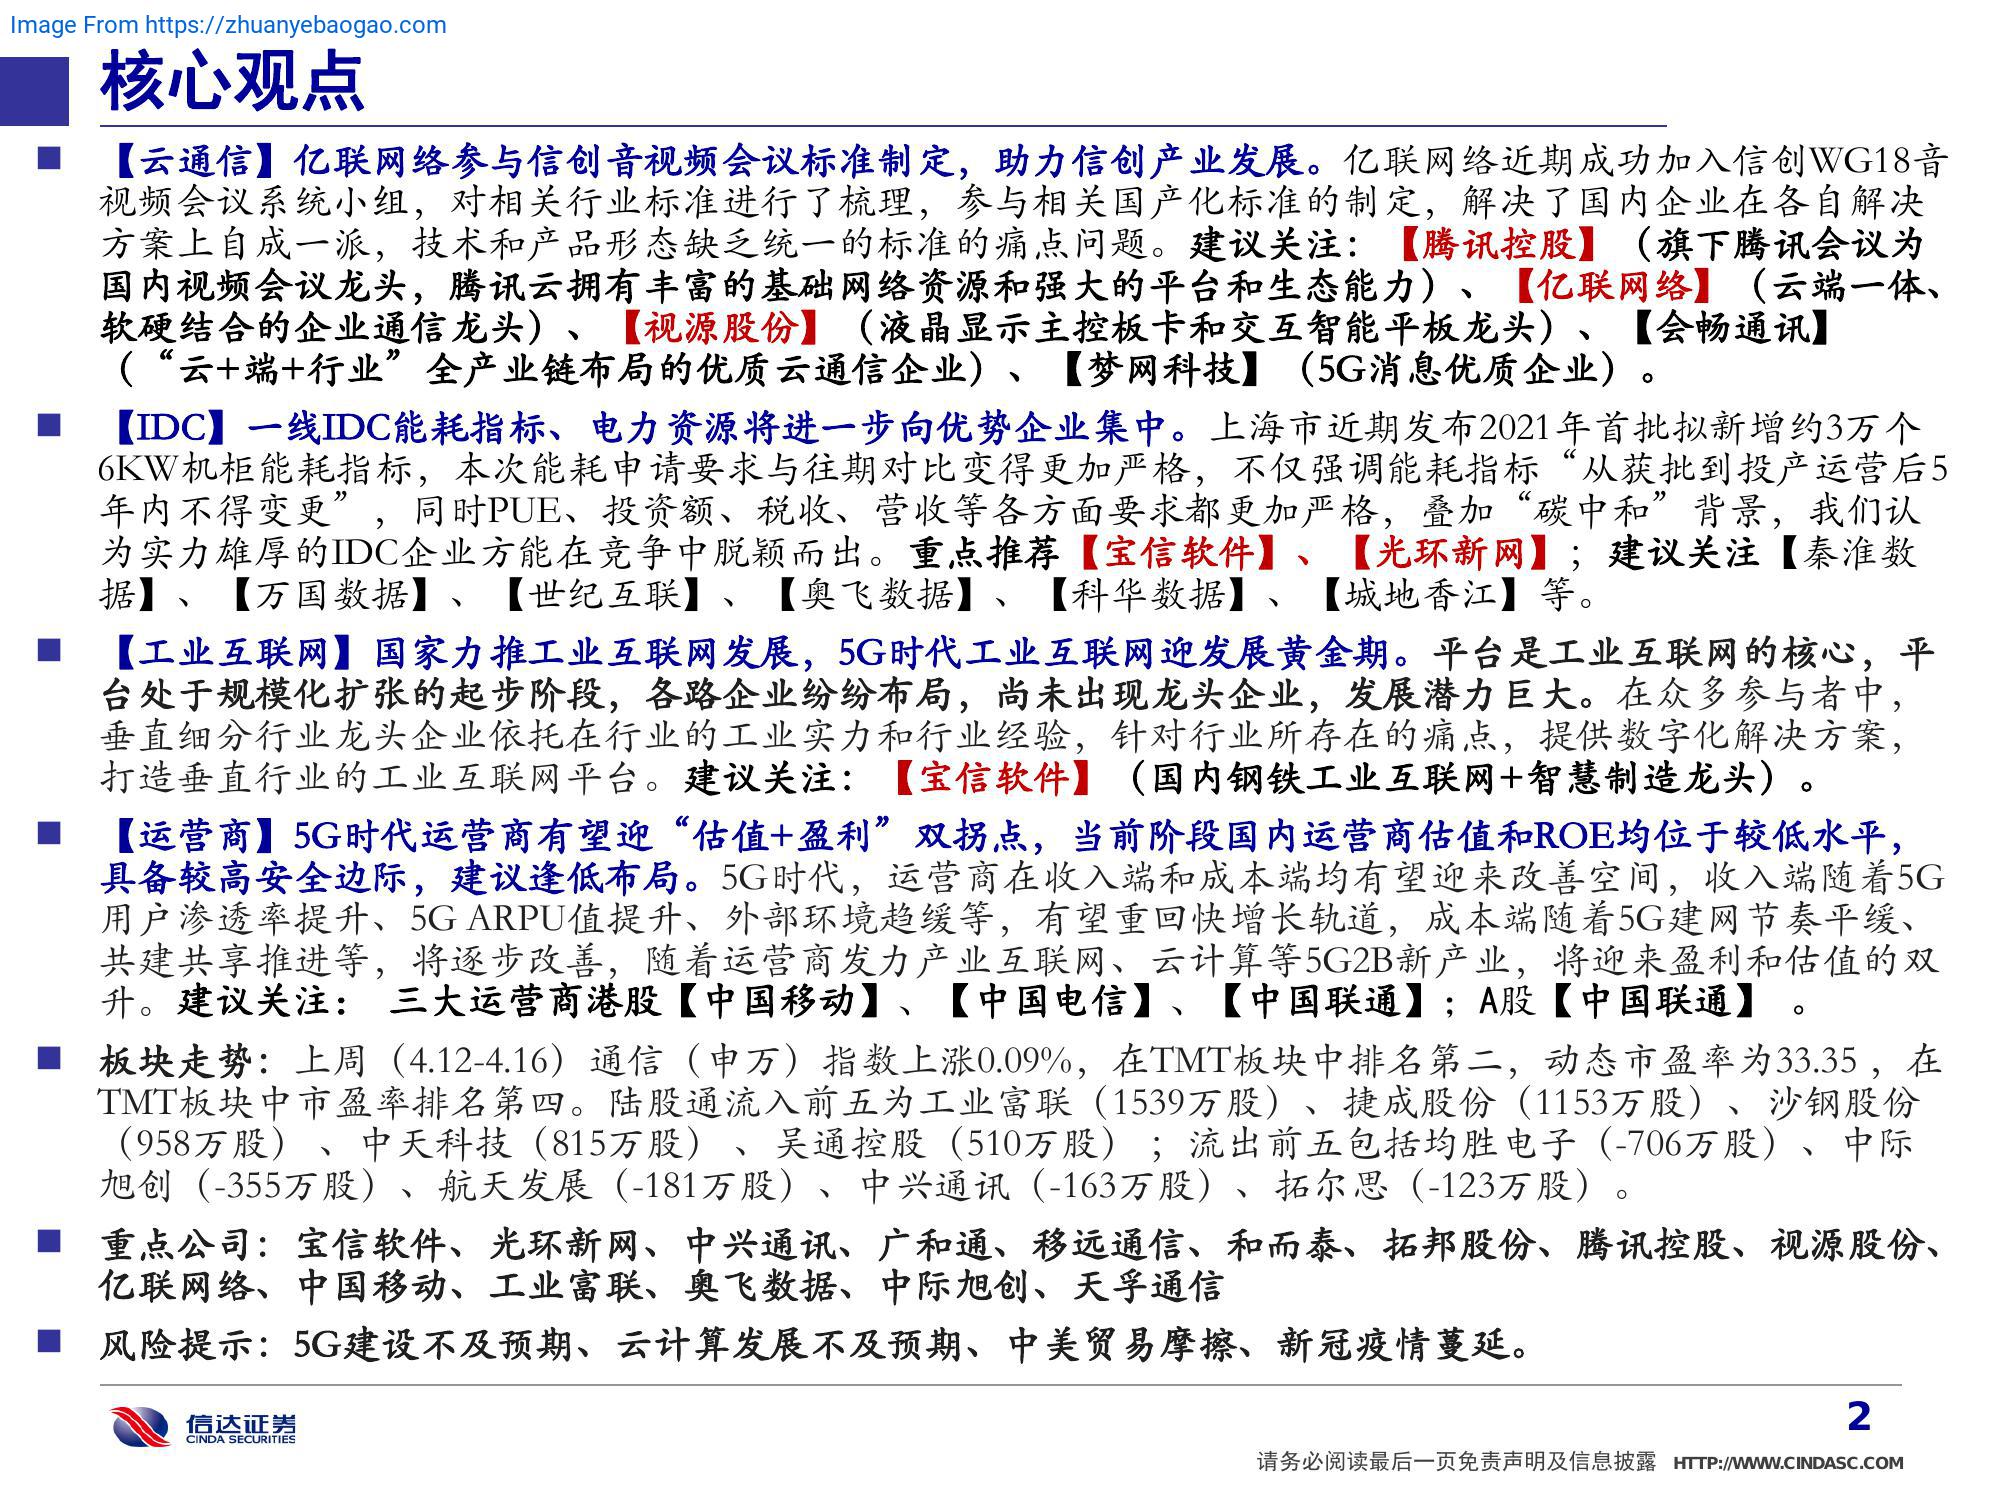 Image From https://zhuanyebaogao.com
核心观点
【云通信】亿联网络参与信创音视频会议标准制定，助力信创产业发展。亿联网络近期成功加入信创WG18音
视频会议系统小组，对相关行业标准进行了梳理，参与相关国产化标准的制定，解决了国内企业在各自解决
方案上自成一派，技术和产品形态缺乏统一的标准的痛点问题。建议关注：【腾讯控股】（旗下腾讯会议为
国内视频会议龙头，腾讯云拥有丰富的基础网络资源和强大的平台和生态能力）、【亿联网络】（云端一体、
软硬结合的企业通信龙头）、【视源股份】（液晶显示主控板卡和交互智能平板龙头）、【会畅通讯】
（“云+端+行业”全产业链布局的优质云通信企业）、【梦网科技】（5G消息优质企业）。
【IDC】一线IDC能耗指标、电力资源将进一步向优势企业集中。上海市近期发布2021年首批拟新增约3万个
6KW机柜能耗指标，本次能耗申请要求与往期对比变得更加严格，不仅强调能耗指标“从获批到投产运营后5
年内不得变更”，同时PUE、投资额、税收、营收等各方面要求都更加严格，叠加“碳中和”背景，我们认
为实力雄厚的IDC企业方能在竞争中脱颖而出。重点推荐【宝信软件】、【光环新网】；建议关注【秦淮数
据】、【万国数据】、【世纪互联】、【奥飞数据】、【科华数据】、【城地香江】等。
【工业互联网】国家力推工业互联网发展，5G时代工业互联网迎发展黄金期。平台是工业互联网的核心，平
台处于规模化扩张的起步阶段，各路企业纷纷布局，尚未出现龙头企业，发展潜力巨大。在众多参与者中，
垂直细分行业龙头企业依托在行业的工业实力和行业经验，针对行业所存在的痛点，提供数字化解决方案，
打造垂直行业的工业互联网平台。建议关注：【宝信软件】（国内钢铁工业互联网+智慧制造龙头）。
【运营商】5G时代运营商有望迎“估值+盈利”双拐点，当前阶段国内运营商估值和ROE均位于较低水平，
具备较高安全边际，建议逢低布局。5G时代，运营商在收入端和成本端均有望迎来改善空间，收入端随着5G
用户渗透率提升、5G ARPU值提升、外部环境趋缓等，有望重回快增长轨道，成本端随着5G建网节奏平缓、
共建共享推进等，将逐步改善，随着运营商发力产业互联网、云计算等5G2B新产业，将迎来盈利和估值的双
升。建议关注： 三大运营商港股【中国移动】、【中国电信】、【中国联通】；A股【中国联通】 。
板块走势：上周（4.12-4.16）通信（申万）指数上涨0.09%，在TMT板块中排名第二，动态市盈率为33.35 ，在
TMT板块中市盈率排名第四。陆股通流入前五为工业富联（1539万股）、捷成股份（1153万股）、沙钢股份
（958万股） 、中天科技（815万股） 、吴通控股（510万股） ；流出前五包括均胜电子（-706万股）、中际
旭创（-355万股）、航天发展（-181万股）、中兴通讯（-163万股）、拓尔思（-123万股）。
重点公司：宝信软件、光环新网、中兴通讯、广和通、移远通信、和而泰、拓邦股份、腾讯控股、视源股份、
亿联网络、中国移动、工业富联、奥飞数据、中际旭创、天孚通信
风险提示：5G建设不及预期、云计算发展不及预期、中美贸易摩擦、新冠疫情蔓延。
信达证券
CINDA SECURITIES
2
请务必阅读最后一页免责声明及信息披露 HTTP://WWW.CINDASC.COM